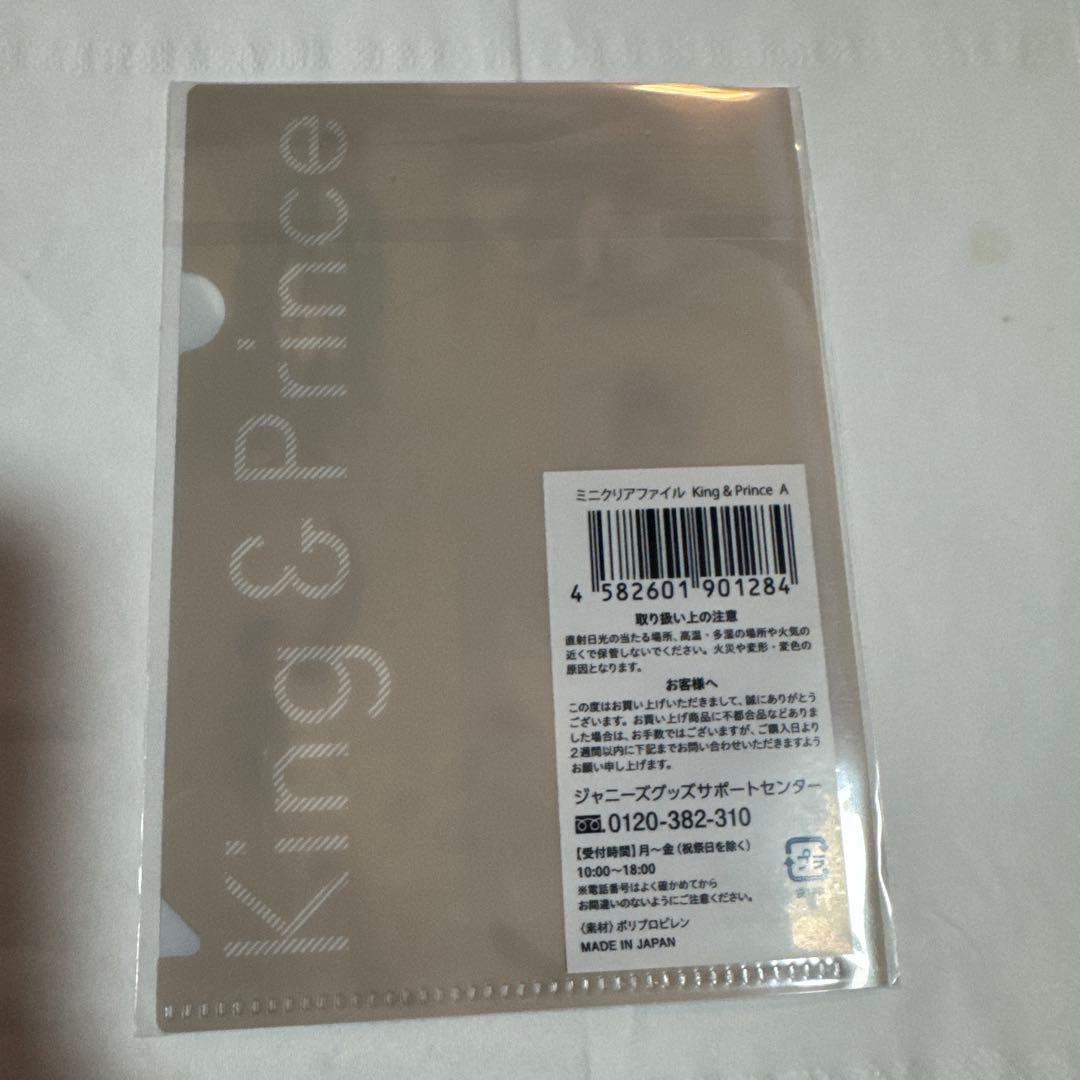 King & Prince
ミニクリアファイル King & Prince A
4 582601 901284
取り扱い上の注意
直射日光の当たる場所、高温・多湿の場所や火気の
近くで保管しないでください。火災や変形・変色の
原因となります。
お客様へ
この度はお買い上げいただきまして、誠にありがとう
ございます。お買い上げ商品に不都合品などありま
した場合は、お手数ではございますが、ご購入日より
2週間以内に下記までお問い合わせいただきますよう
お願い申し上げます。
ジャニーズグッズサポートセンター
0120-382-310
【受付時間】月～金(祝祭日を除く)
10:00～18:00
※電話番号はよく確かめてから
お間違いのないようにご注意ください。
〈素材〉ポリプロピレン
MADE IN JAPAN
プラ